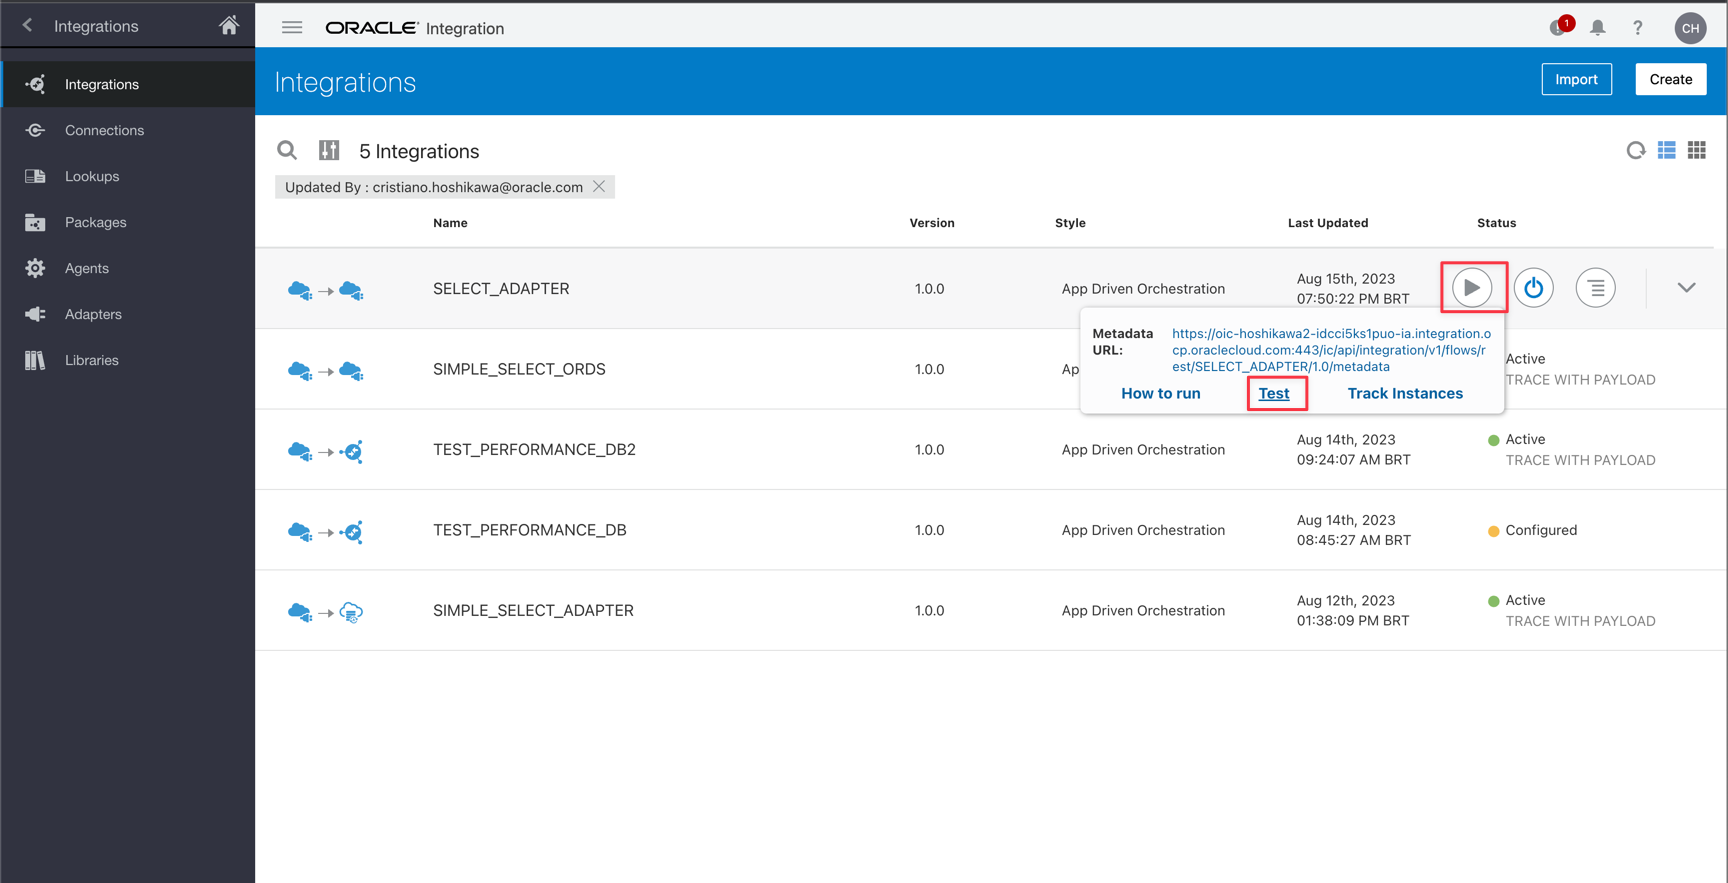 Integrations
ORACLE Integration
1
?
CH
Integrations
Import
Create
Integrations
Connections
Lookups
Packages
Agents
Adapters
Libraries
5 Integrations
Updated By : cristiano.hoshikawa@oracle.com
Name Version Style Last Updated Status
SELECT_ADAPTER 1.0.0 App Driven Orchestration Aug 15th, 2023
07:50:22 PM BRT
Metadata URL:
https://oic-hoshikawa2-idcci5ks1puo-ia.integration.o
cp.oraclecloud.com:443/ic/api/integration/v1/flows/r
est/SELECT_ADAPTER/1.0/metadata
How to run Test Track Instances
SIMPLE_SELECT_ORDS 1.0.0 Ap Active
TRACE WITH PAYLOAD
TEST_PERFORMANCE_DB2 1.0.0 App Driven Orchestration Aug 14th, 2023 Active
09:24:07 AM BRT TRACE WITH PAYLOAD
TEST_PERFORMANCE_DB 1.0.0 App Driven Orchestration Aug 14th, 2023 Configured
08:45:27 AM BRT
SIMPLE_SELECT_ADAPTER 1.0.0 App Driven Orchestration Aug 12th, 2023 Active
01:38:09 PM BRT TRACE WITH PAYLOAD